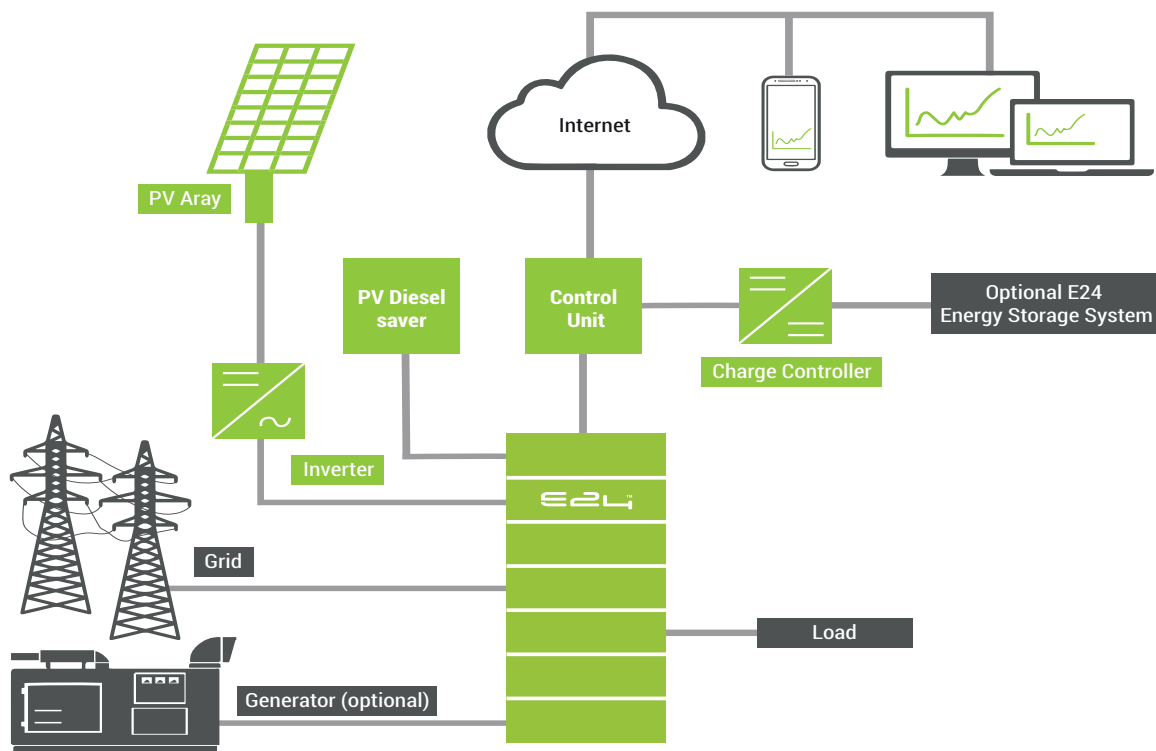 Internet
PV Aray
PV Diesel
saver
Control
Unit
Optional E24
Energy Storage System
Charge Controller
Inverter
E24™
Grid
Load
Generator (optional)